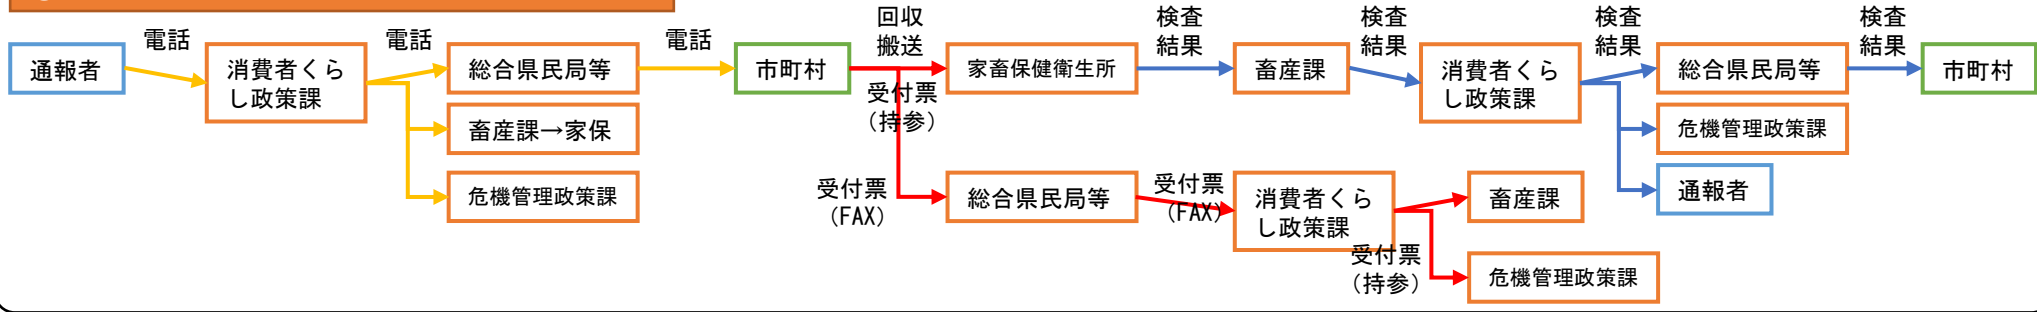 電話
電話
電話
回収
搬送
検査
結果
検査
結果
検査
結果
検査
結果
通報者
消費者くら
し政策課
総合県民局等
市町村
家畜保健衛生所
畜産課
消費者くら
し政策課
総合県民局等
市町村
受付票
(持参)
畜産課→家保
危機管理政策課
危機管理政策課
受付票
(FAX)
総合県民局等
受付票
(FAX)
消費者くら
し政策課
畜産課
通報者
受付票
(持参)
危機管理政策課